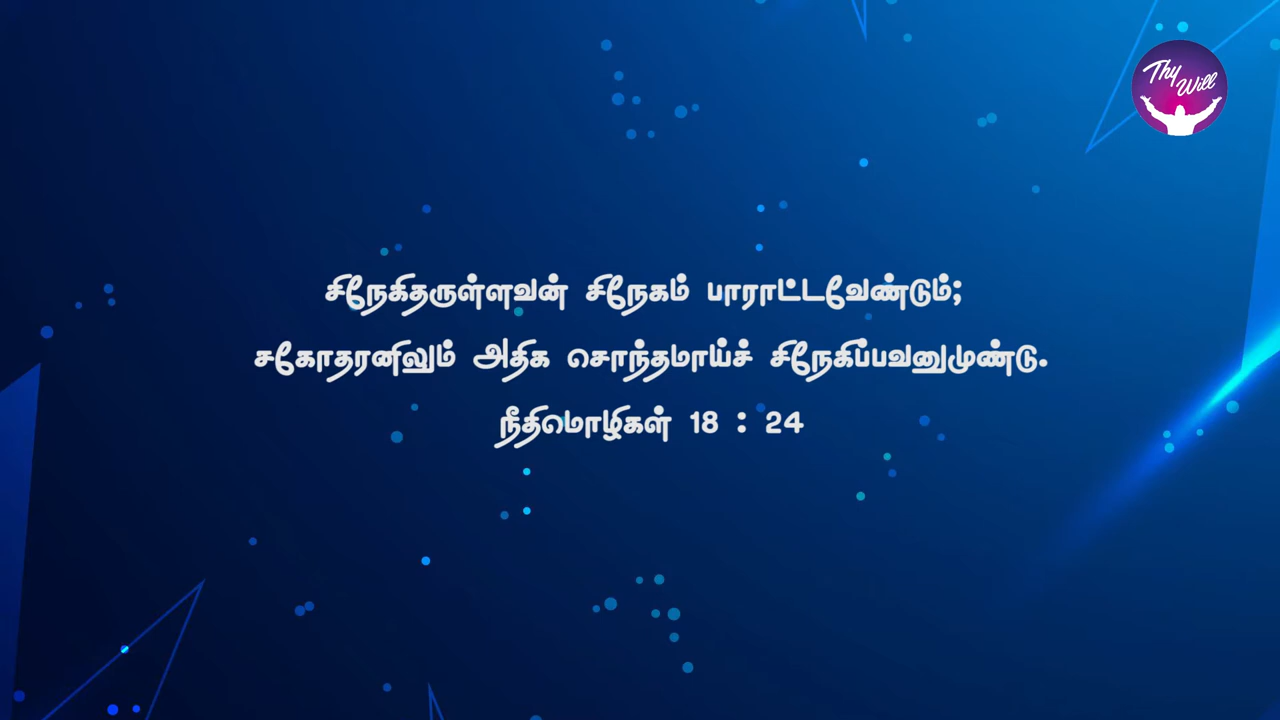 Thy Will
சிநேகிதருள்ளவன் சிநேகம் பாராட்டவேண்டும்;
சகோதரனிலும் அதிக சொந்தமாய்ச் சிநேகிப்பவனுமுண்டு.
நீதிமொழிகள் 18 : 24